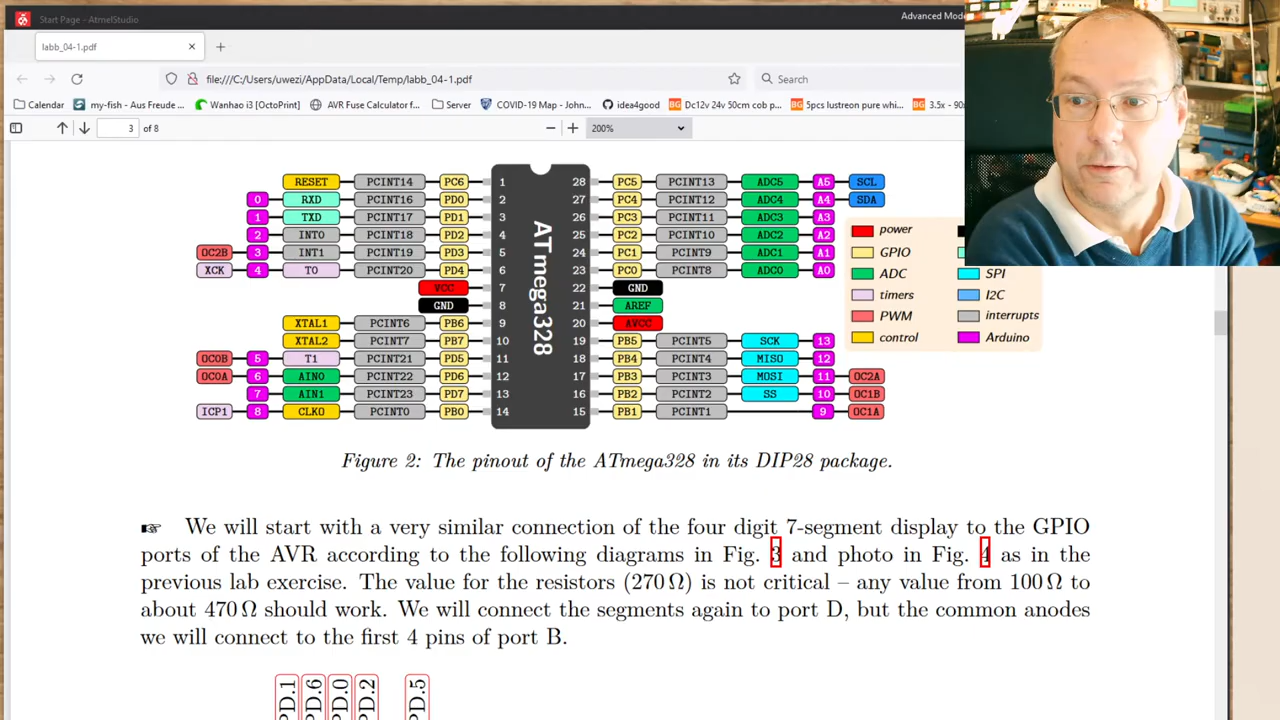 Start Page - AtmelStudio
Advanced Mode
labb_04-1.pdf
file:///C:/Users/uwezi/AppData/Local/Temp/labb_04-1.pdf
Search
Calendar my-fish - Aus Freude ... Wanhao i3 [OctoPrint] AVR Fuse Calculator f... Server COVID-19 Map - John... idea4good Dc12v 24v 50cm cob p... 5pcs lustreon pure whi... 3.5x - 90
3 of 8
200%
RESET PCINT14 PC6 1 28 PC5 PCINT13 ADC5 A5 SCL
0 RXD PCINT16 PD0 2 27 PC4 PCINT12 ADC4 A4 SDA
1 TXD PCINT17 PD1 3 26 PC3 PCINT11 ADC3 A3
2 INT0 PCINT18 PD2 4 25 PC2 PCINT10 ADC2 A2
OC2B 3 INT1 PCINT19 PD3 5 24 PC1 PCINT9 ADC1 A1
XCK 4 T0 PCINT20 PD4 6 23 PC0 PCINT8 ADC0 A0
VCC 7 22 GND
GND 8 21 AREF
XTAL1 PCINT6 PB6 9 20 AVCC
XTAL2 PCINT7 PB7 10 19 PB5 PCINT5 SCK 13
OC0B 5 T1 PCINT21 PD5 11 18 PB4 PCINT4 MISO 12
OC0A 6 AIN0 PCINT22 PD6 12 17 PB3 PCINT3 MOSI 11 OC2A
7 AIN1 PCINT23 PD7 13 16 PB2 PCINT2 SS 10 OC1B
ICP1 8 CLK0 PCINT0 PB0 14 15 PB1 PCINT1 9 OC1A
ATmega328
power
GPIO
ADC SPI
timers I2C
PWM interrupts
control Arduino
Figure 2: The pinout of the ATmega328 in its DIP28 package.
We will start with a very similar connection of the four digit 7-segment display to the GPIO
ports of the AVR according to the following diagrams in Fig. 3 and photo in Fig. 4 as in the
previous lab exercise. The value for the resistors (270 Ω) is not critical – any value from 100 Ω to
about 470 Ω should work. We will connect the segments again to port D, but the common anodes
we will connect to the first 4 pins of port B.
PD.1 PD.6 PD.0 PD.2 PD.5